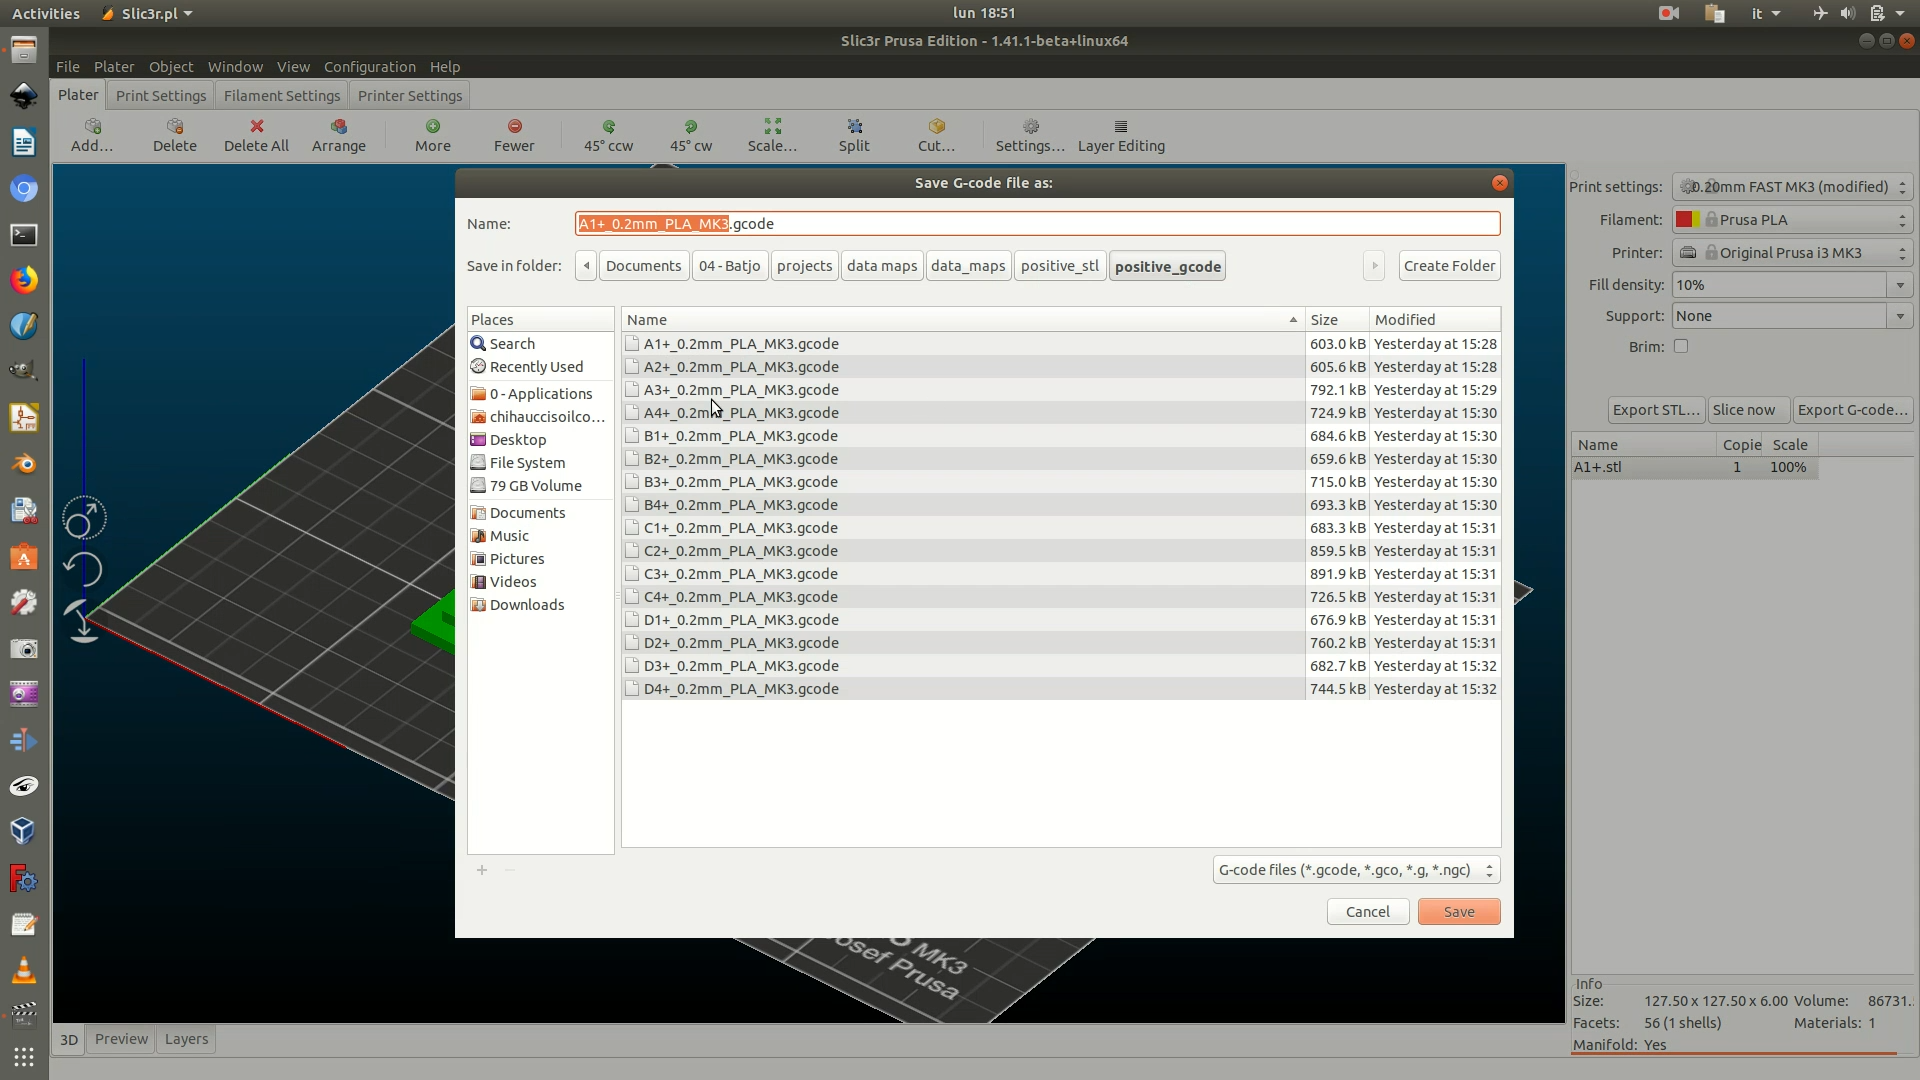 Activities Slic3r.pl lun 18:51 it
Slic3r Prusa Edition - 1.41.1-beta+linux64
File Plater Object Window View Configuration Help
Plater Print Settings Filament Settings Printer Settings
Add... Delete Delete All Arrange More Fewer 45° ccw 45° cw Scale... Split Cut... Settings... Layer Editing
Save G-code file as:
Name: A1+_0.2mm_PLA_MK3.gcode
Save in folder: Documents 04 - Batjo projects data maps data_maps positive_stl positive_gcode Create Folder
Places
Search
Recently Used
0 - Applications
chihauccisoilco...
Desktop
File System
79 GB Volume
Documents
Music
Pictures
Videos
Downloads
Name Size Modified
A1+_0.2mm_PLA_MK3.gcode 603.0 kB Yesterday at 15:28
A2+_0.2mm_PLA_MK3.gcode 605.6 kB Yesterday at 15:28
A3+_0.2mm_PLA_MK3.gcode 792.1 kB Yesterday at 15:29
A4+_0.2mm_PLA_MK3.gcode 724.9 kB Yesterday at 15:30
B1+_0.2mm_PLA_MK3.gcode 684.6 kB Yesterday at 15:30
B2+_0.2mm_PLA_MK3.gcode 659.6 kB Yesterday at 15:30
B3+_0.2mm_PLA_MK3.gcode 715.0 kB Yesterday at 15:30
B4+_0.2mm_PLA_MK3.gcode 693.3 kB Yesterday at 15:30
C1+_0.2mm_PLA_MK3.gcode 683.3 kB Yesterday at 15:31
C2+_0.2mm_PLA_MK3.gcode 859.5 kB Yesterday at 15:31
C3+_0.2mm_PLA_MK3.gcode 891.9 kB Yesterday at 15:31
C4+_0.2mm_PLA_MK3.gcode 726.5 kB Yesterday at 15:31
D1+_0.2mm_PLA_MK3.gcode 676.9 kB Yesterday at 15:31
D2+_0.2mm_PLA_MK3.gcode 760.2 kB Yesterday at 15:31
D3+_0.2mm_PLA_MK3.gcode 682.7 kB Yesterday at 15:32
D4+_0.2mm_PLA_MK3.gcode 744.5 kB Yesterday at 15:32
G-code files (*.gcode, *.gco, *.g, *.ngc)
Cancel Save
Print settings: 0.20mm FAST MK3 (modified)
Filament: Prusa PLA
Printer: Original Prusa i3 MK3
Fill density: 10%
Support: None
Brim:
Export STL... Slice now Export G-code...
Name Copie Scale
A1+.stl 1 100%
MK3
osef Prusa
Info
Size: 127.50 x 127.50 x 6.00 Volume: 86731.
Facets: 56 (1 shells) Materials: 1
Manifold: Yes
3D Preview Layers